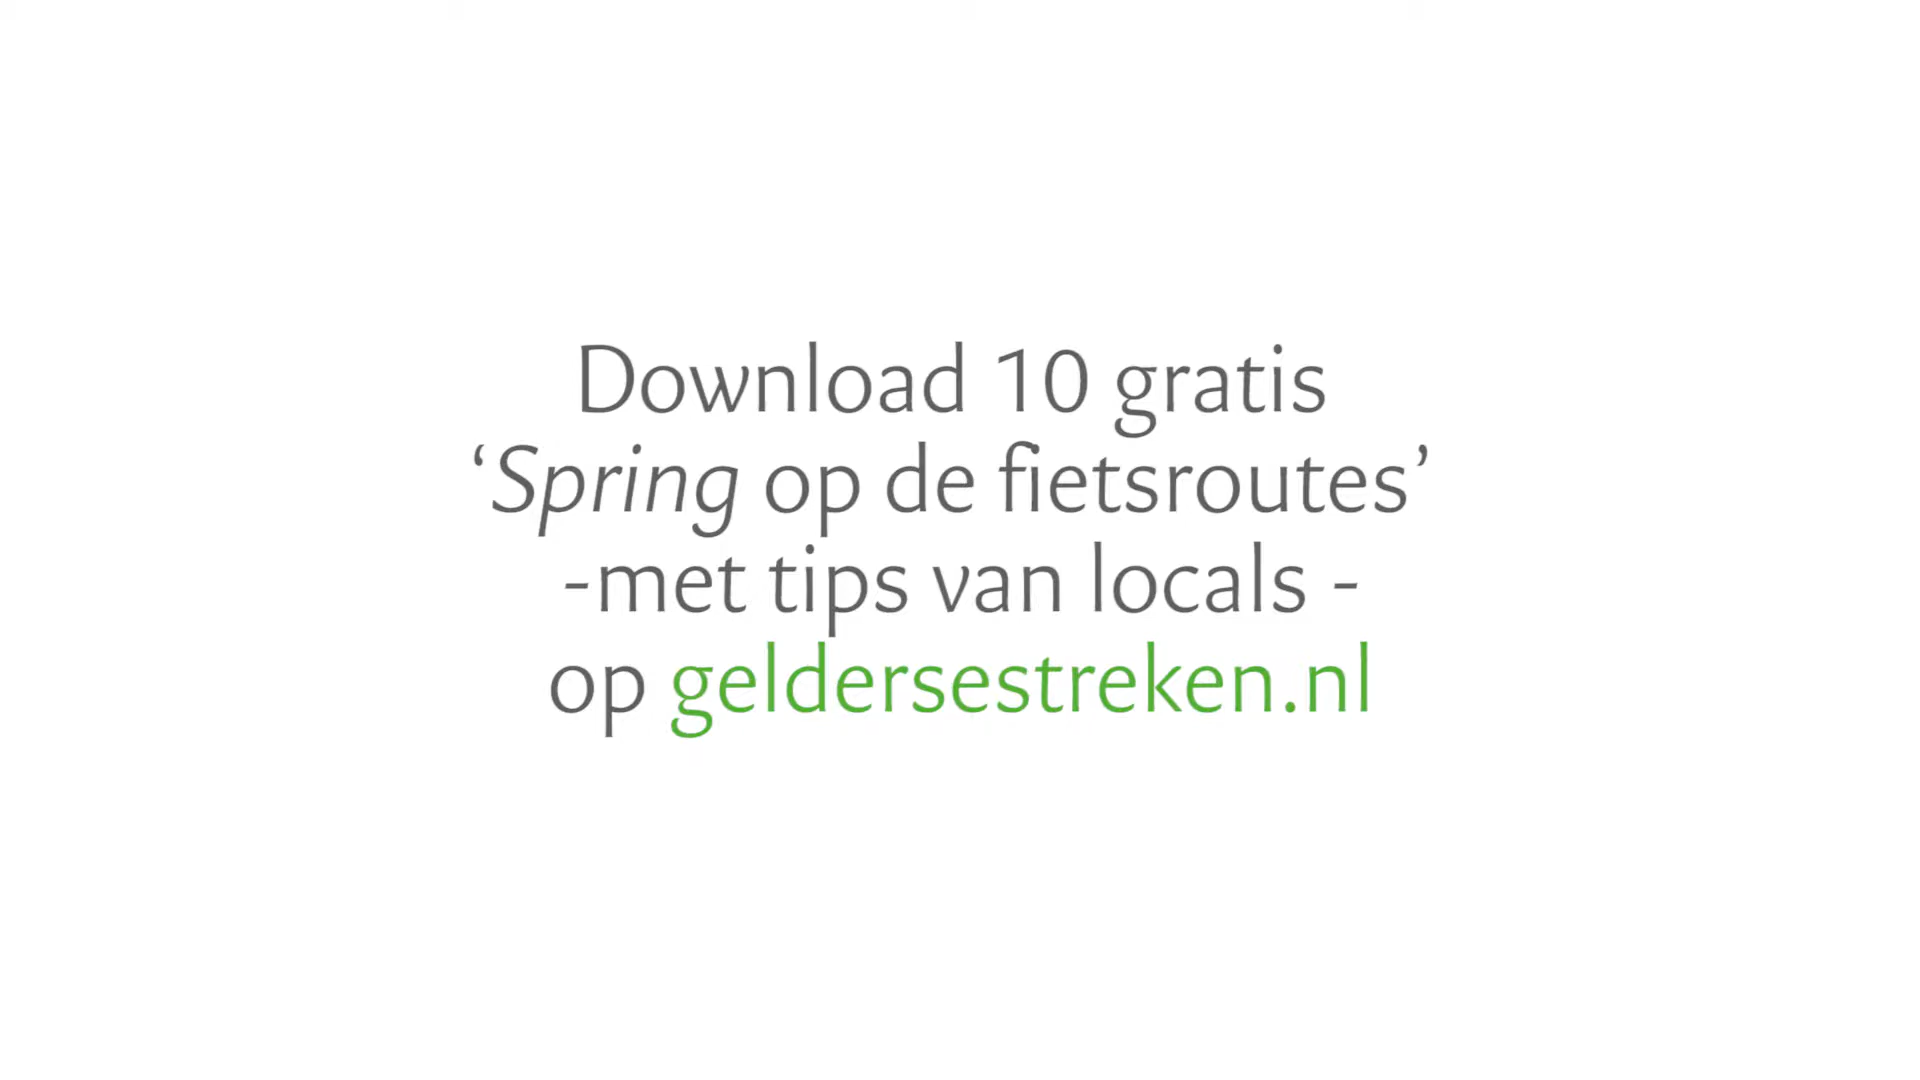 Download 10 gratis
‘Spring op de fietsroutes’
-met tips van locals -
op geldersestreken.nl